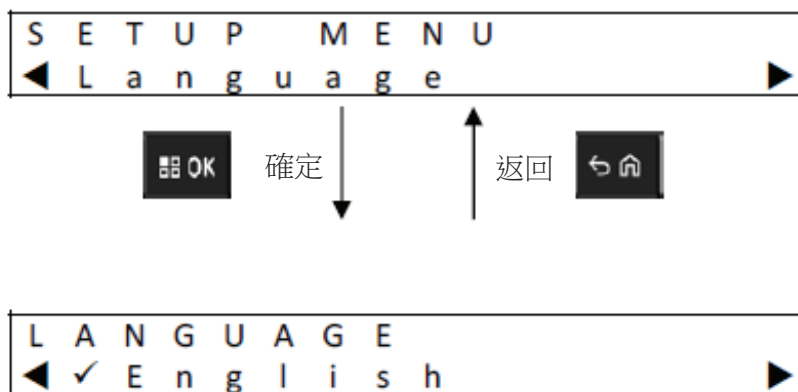 SETUP MENU
◀ Language ▶
OK 確定 返回
LANGUAGE
◀ ✓ English ▶